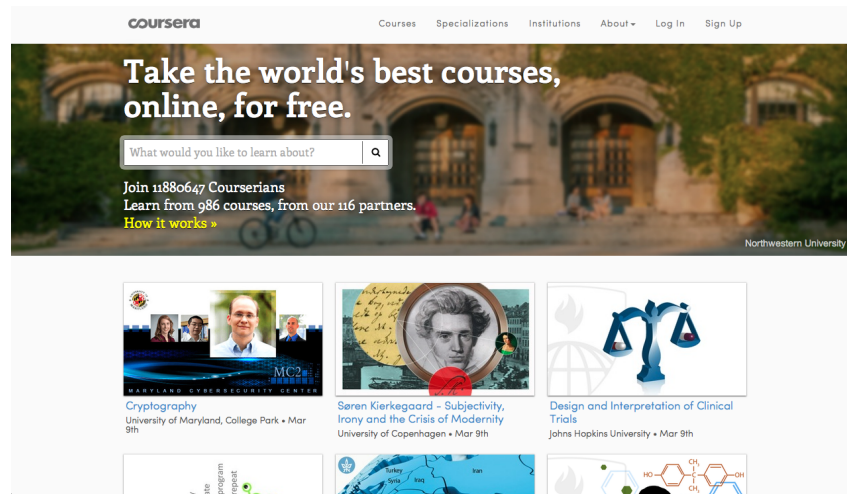 coursera
Courses Specializations Institutions About Log In Sign Up
Take the world's best courses,
online, for free.
What would you like to learn about?
Join 11880647 Courserians
Learn from 986 courses, from our 116 partners.
How it works »
Northwestern University
MC2
MARYLAND CYBERSECURITY CENTER
Cryptography
University of Maryland, College Park • Mar
9th
Søren Kierkegaard – Subjectivity,
Irony and the Crisis of Modernity
University of Copenhagen • Mar 9th
Design and Interpretation of Clinical
Trials
Johns Hopkins University • Mar 9th
program
repeat
Turkey
Syria
Iraq
Iran
HO
CH₃
OH
CH₃